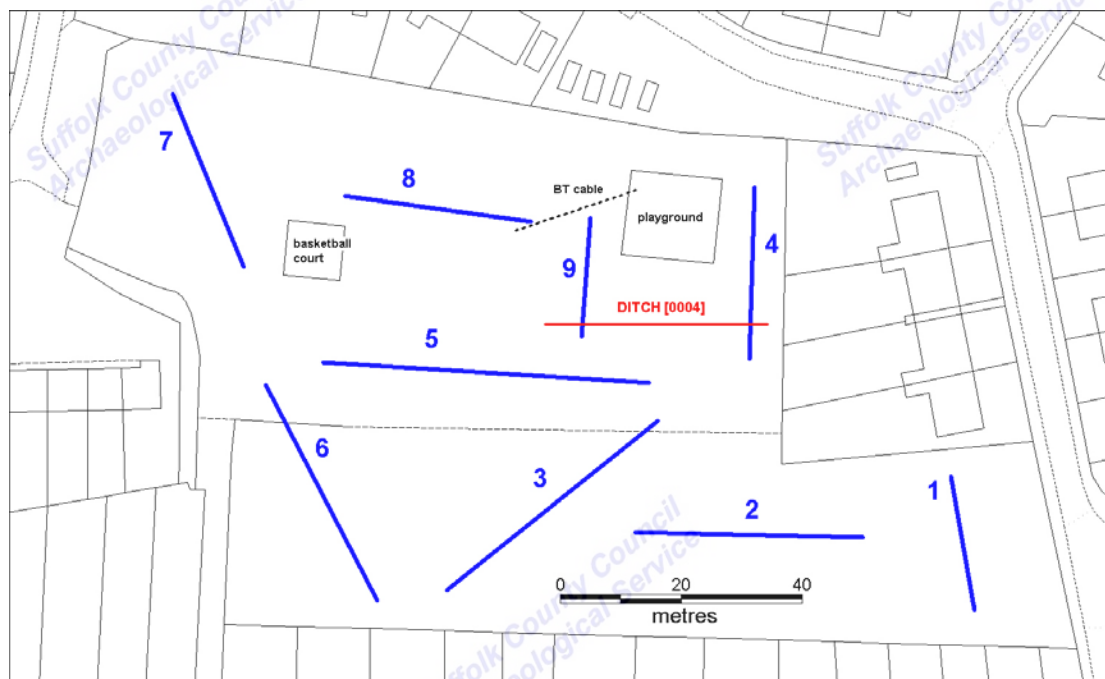 Suffolk County Council
Archaeological Service
Suffolk County Council
Archaeological Service
7
8
BT cable
playground
4
basketball
court
9
DITCH [0004]
5
6
3
1
2
0 20 40
metres
Suffolk County Council
Archaeological Service